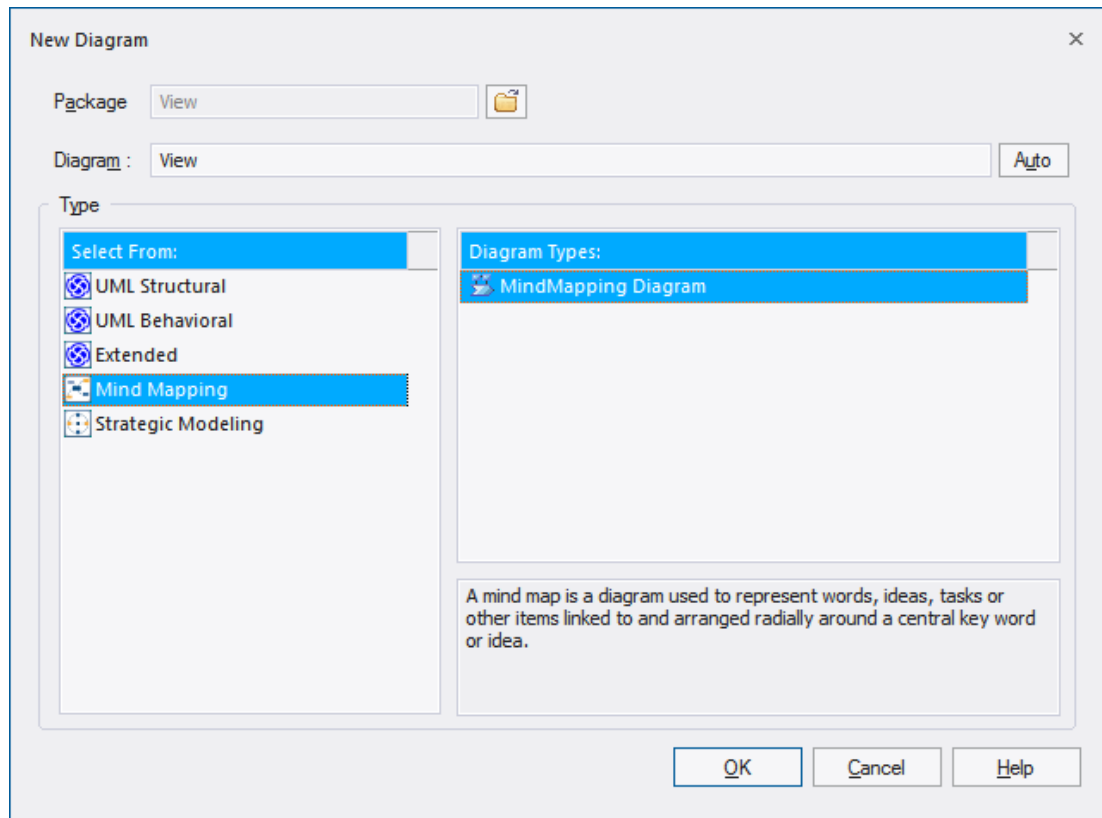 New Diagram
Package View
Diagram : View Auto
Type
Select From:
UML Structural
UML Behavioral
Extended
Mind Mapping
Strategic Modeling
Diagram Types:
MindMapping Diagram
A mind map is a diagram used to represent words, ideas, tasks or
other items linked to and arranged radially around a central key word
or idea.
OK Cancel Help